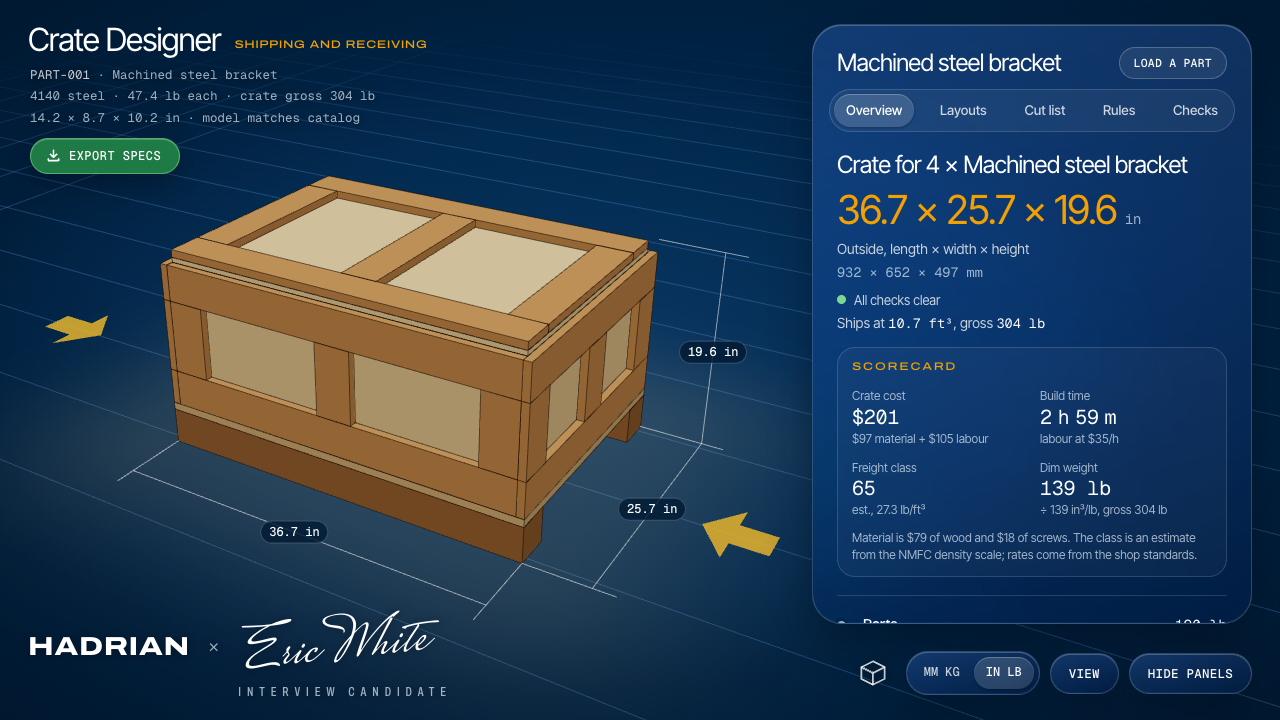 Crate Designer SHIPPING AND RECEIVING
PART-001 · Machined steel bracket
4140 steel · 47.4 lb each · crate gross 304 lb
14.2 × 8.7 × 10.2 in · model matches catalog
EXPORT SPECS
19.6 in
25.7 in
36.7 in
HADRIAN × Eric White
INTERVIEW CANDIDATE
Machined steel bracket
LOAD A PART
Overview Layouts Cut list Rules Checks
Crate for 4 × Machined steel bracket
36.7 × 25.7 × 19.6 in
Outside, length × width × height
932 × 652 × 497 mm
All checks clear
Ships at 10.7 ft³, gross 304 lb
SCORECARD
Crate cost
$201
$97 material + $105 labour
Build time
2 h 59 m
labour at $35/h
Freight class
65
est., 27.3 lb/ft³
Dim weight
139 lb
÷ 139 in³/lb, gross 304 lb
Material is $79 of wood and $18 of screws. The class is an estimate
from the NMFC density scale; rates come from the shop standards.
MM KG IN LB
VIEW
HIDE PANELS